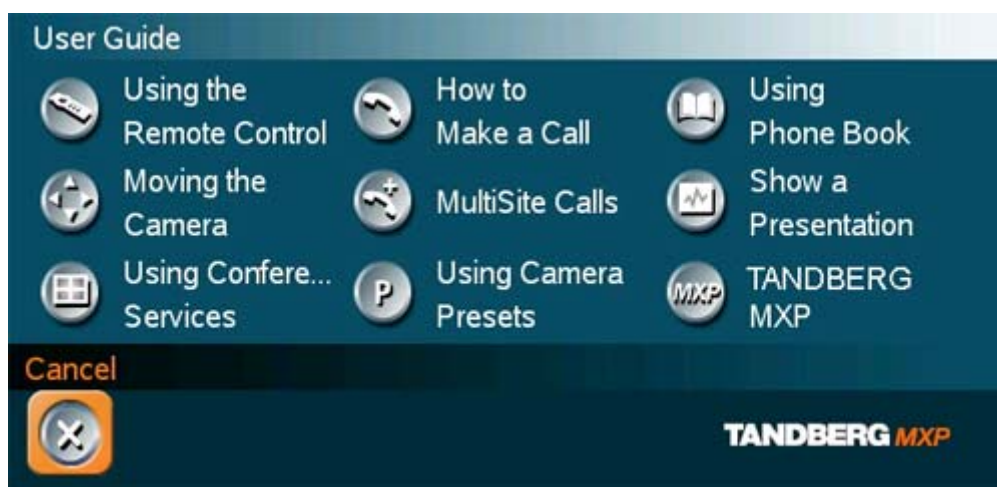 User Guide
Using the
Remote Control
How to
Make a Call
Using
Phone Book
Moving the
Camera
MultiSite Calls
Show a
Presentation
Using Confere...
Services
P
Using Camera
Presets
MXP
TANDBERG
MXP
Cancel
TANDBERG MXP